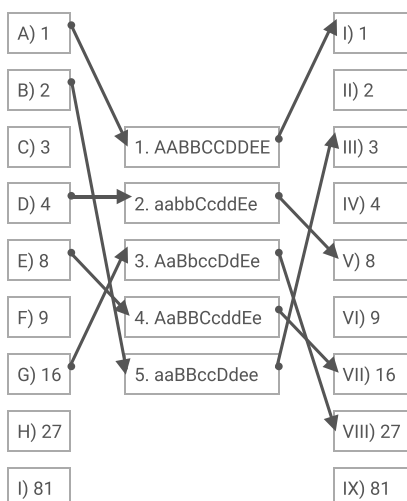 A) 1
B) 2
C) 3
D) 4
E) 8
F) 9
G) 16
H) 27
I) 81
1. AABBCCDDEE
2. aabbCcddEe
3. AaBbccDdEe
4. AaBBCcddEe
5. aaBBccDdee
I) 1
II) 2
III) 3
IV) 4
V) 8
VI) 9
VII) 16
VIII) 27
IX) 81